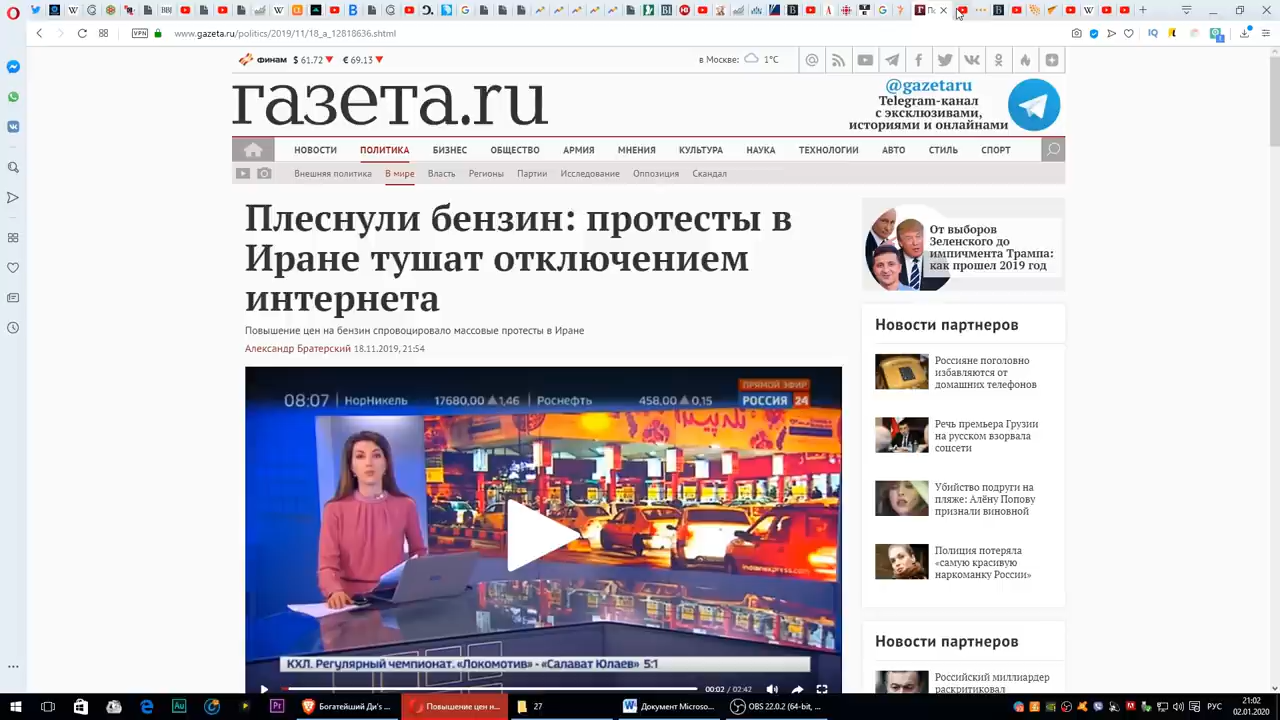 VPN
www.gazeta.ru/politics/2019/11/18_a_12818636.shtml
финам $ 61.72 € 69.13
в Москве: 1°C
газета.ru
@gazetaru
Telegram-канал
с эксклюзивами,
историями и онлайнами
НОВОСТИ ПОЛИТИКА БИЗНЕС ОБЩЕСТВО АРМИЯ МНЕНИЯ КУЛЬТУРА НАУКА ТЕХНОЛОГИИ АВТО СТИЛЬ СПОРТ
Внешняя политика В мире Власть Регионы Партии Исследование Оппозиция Скандал
Плеснули бензин: протесты в
Иране тушат отключением
интернета
Повышение цен на бензин спровоцировало массовые протесты в Иране
Александр Братерский 18.11.2019, 21:54
ПРЯМОЙ ЭФИР
08:07 НорНикель 17680,00 1,46 Роснефть 458,00 0,15 РОССИЯ 24
indianexpress.com
КХЛ. Регулярный чемпионат. «Локомотив» - «Салават Юлаев» 5:1
00:02 / 02:42
От выборов
Зеленского до
импичмента Трампа:
как прошел 2019 год
Новости партнеров
Россияне поголовно
избавляются от
домашних телефонов
Речь премьера Грузии
на русском взорвала
соцсети
Убийство подруги на
пляже: Алёну Попову
признали виновной
Полиция потеряла
«самую красивую
наркоманку России»
Новости партнеров
Российский миллиардер
раскритиковал
Богатейший Ди's ...
Повышение цен н...
27
Документ Microso...
OBS 22.0.2 (64-bit, ...
РУС
21:02
02.01.2020